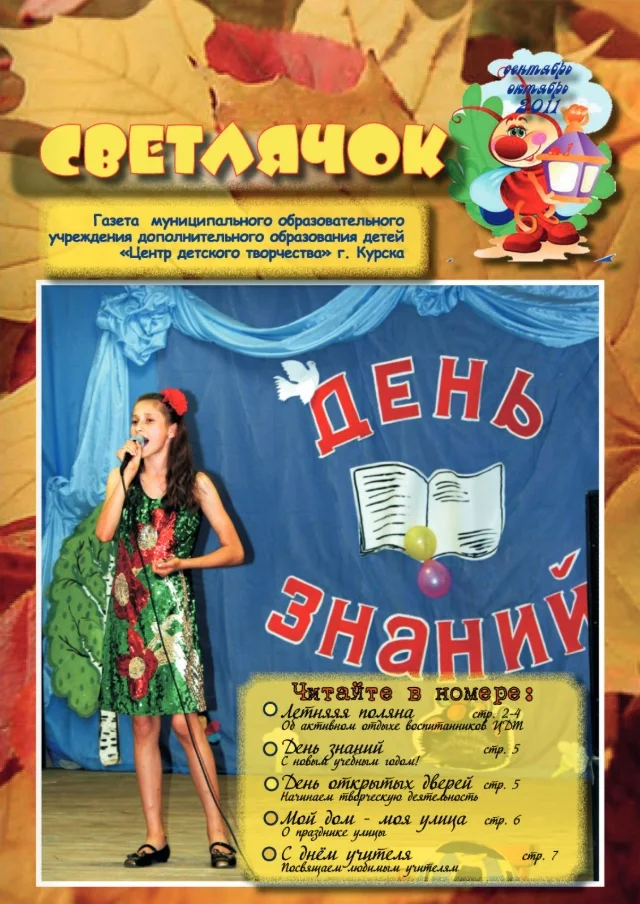 сентябрь
октябрь
2011
СВЕТЛЯЧОК
Газета муниципального образовательного
учреждения дополнительного образования детей
«Центр детского творчества» г. Курска
ДЕНЬ
ЗНАНИЙ
Читайте в номере:
Летняяя поляна стр. 2-4
Об активном отдыхе воспитанников ЦДТ
День знаний стр. 5
С новым учебным годом!
День открытых дверей стр. 5
Начинаем творческую деятельность
Мой дом - моя улица стр. 6
О празднике улицы
С днём учителя стр. 7
Посвящаем любимым учителям